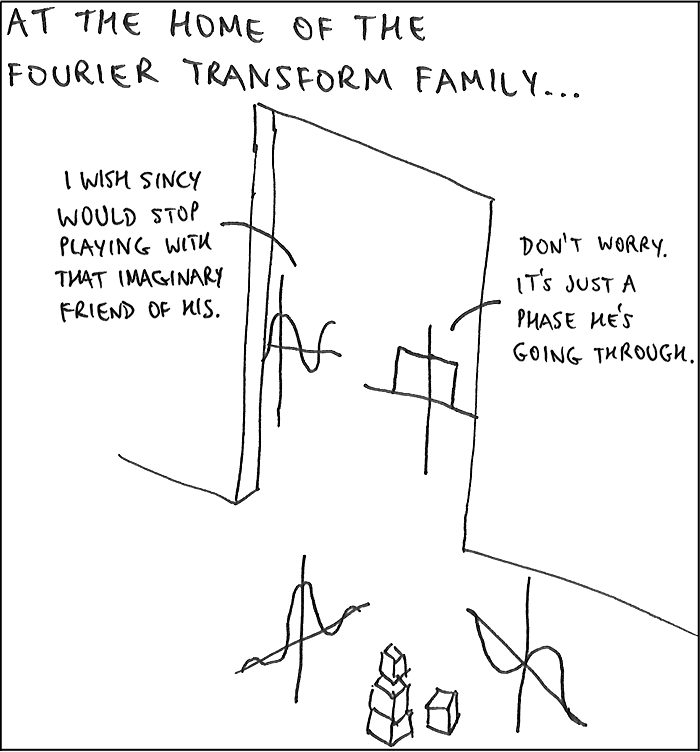 AT THE HOME OF THE
FOURIER TRANSFORM FAMILY...
I WISH SINCY
WOULD STOP
PLAYING WITH
THAT IMAGINARY
FRIEND OF HIS.
DON'T WORRY.
IT'S JUST A
PHASE HE'S
GOING THROUGH.